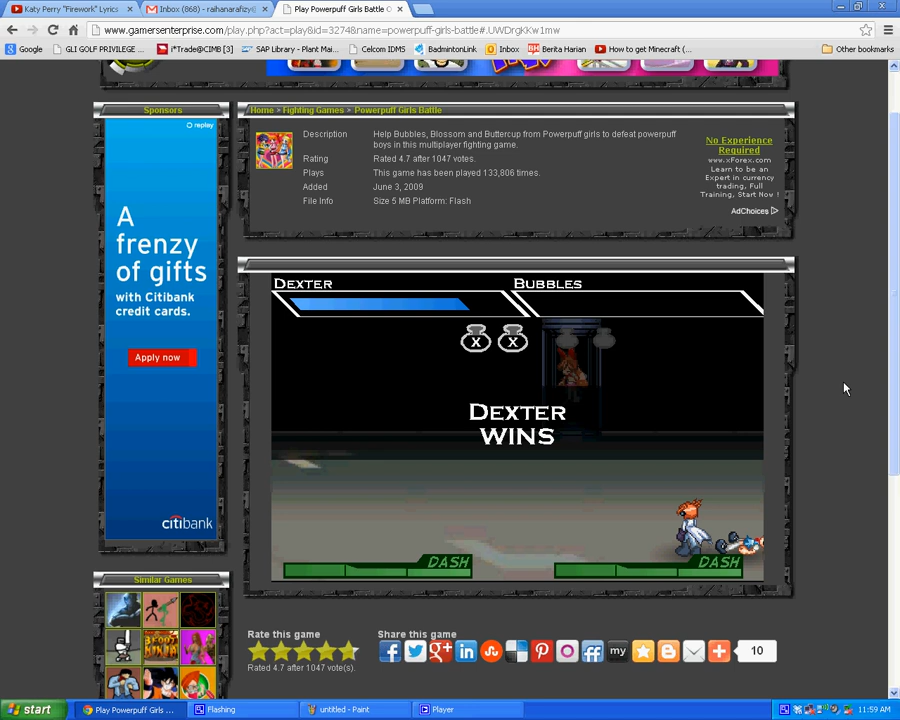 Katy Perry "Firework" Lyrics
Inbox (868) - raihanarafizy@
Play Powerpuff Girls Battle O
www.gamersenterprise.com/play.php?act=play&id=3274&name=powerpuff-girls-battle#.UWDrgKKw1mw
Google
GLI GOLF PRIVILEGE ...
i*Trade@CIMB [3]
SAP Library - Plant Mai...
Celcom IDMS
BadmintonLink
Inbox
Berita Harian
How to get Minecraft (...
Other bookmarks
Sponsors
Home > Fighting Games > Powerpuff Girls Battle
replay
A
frenzy
of gifts
with Citibank
credit cards.
Apply now
citibank
Description
Help Bubbles, Blossom and Buttercup from Powerpuff girls to defeat powerpuff
boys in this multiplayer fighting game.
Rating
Rated 4.7 after 1047 votes.
Plays
This game has been played 133,806 times.
Added
June 3, 2009
File Info
Size 5 MB Platform: Flash
No Experience
Required
www.xForex.com
Learn to be an
Expert in currency
trading, Full
Training, Start Now !
AdChoices
DEXTER
BUBBLES
X X
DEXTER
WINS
DASH
DASH
Similar Games
Rate this game
Rated 4.7 after 1047 vote(s).
Share this game
my
10
start
Play Powerpuff Girls ...
Flashing
untitled - Paint
Player
11:59 AM